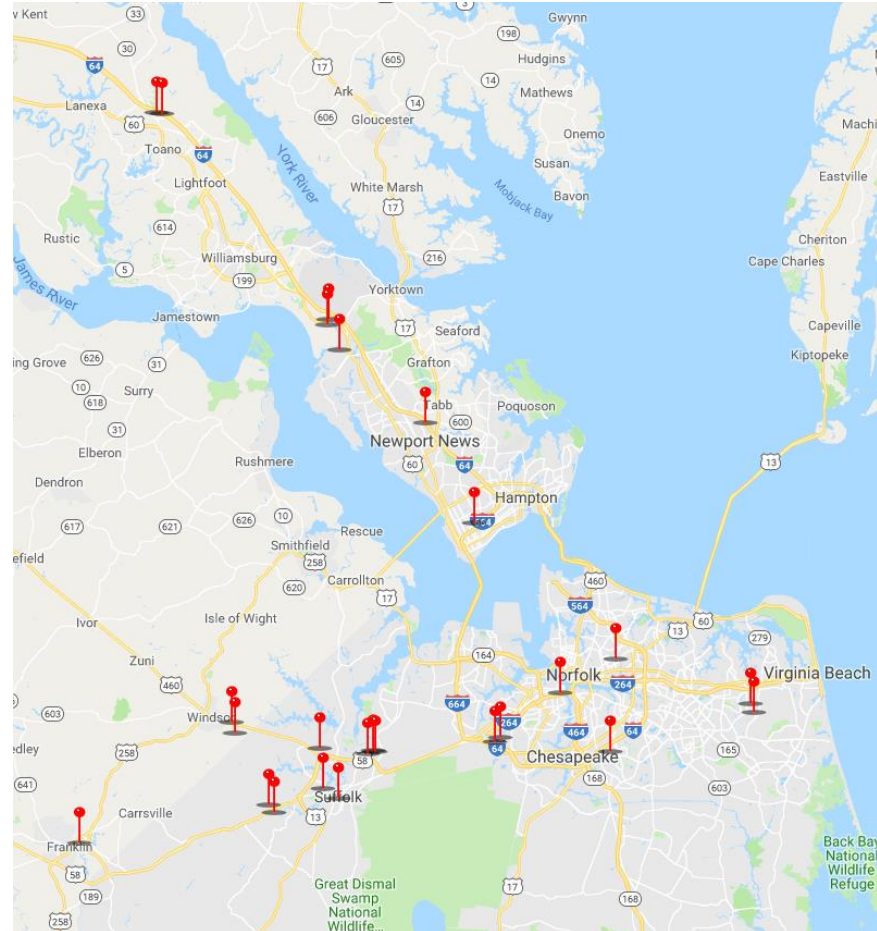 w Kent
33
3
Gwynn
198
30
17
605
Hudgins
64
14
Mathews
Lanexa
Ark
14
60
606
Gloucester
Onemo
Machi
Toano
64
Susan
Lightfoot
White Marsh
Bavon
Eastville
York River
Mobjack Bay
17
614
Rustic
Cheriton
Williamsburg
216
Cape Charles
5
199
Yorktown
James River
Jamestown
17
Seaford
Capeville
ing Grove
626
31
Grafton
Kiptopeke
10
Surry
618
Tabb
Poquoson
600
31
Newport News
Elberon
Rushmere
60
64
13
Dendron
Hampton
617
621
626
10
664
Rescue
Smithfield
efield
258
620
Carrollton
460
17
564
Ivor
Isle of Wight
60
13
279
164
Zuni
Norfolk
Virginia Beach
460
264
603
Windsor
664
264
464
64
64
edley
258
58
Chesapeake
165
168
641
Suffolk
603
Carrsville
13
Franklin
Back Bay
National
Wildlife
Refuge
58
Great Dismal
Swamp
National
Wildlife...
17
189
168
258